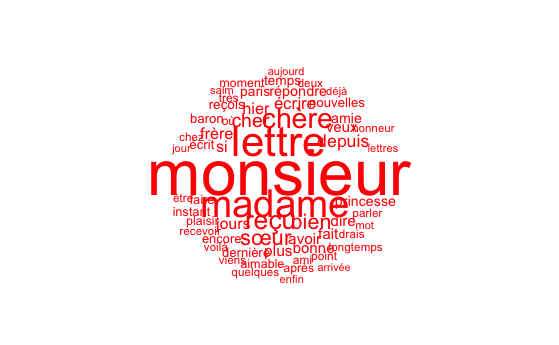 aujourd
moment temps deux
salm paris répondre déjà
très reçois hier écrire nouvelles
baron où cher chère amie
chez frère veux honneur
jour écrit si lettre depuis lettres
monsieur
être faire madame princesse
instant reçu bien parler
plaisir jours dire mot
recevoir sœur avoir fait drais
encore plus bonne longtemps
voilà dernière point
viens aimable ami
quelques après arrivée
enfin